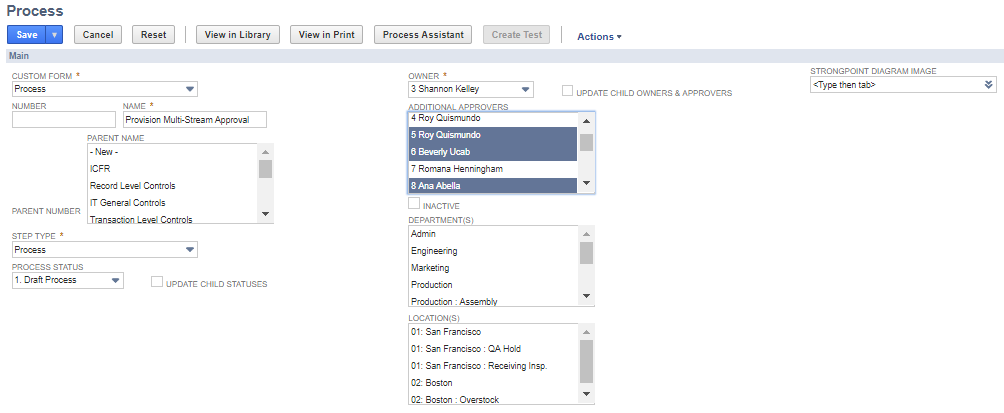 Process
Save Cancel Reset View in Library View in Print Process Assistant Create Test Actions
Main
CUSTOM FORM *
Process
NUMBER NAME *
Provision Multi-Stream Approval
PARENT NAME
- New -
ICFR
Record Level Controls
IT General Controls
Transaction Level Controls
PARENT NUMBER
STEP TYPE *
Process
PROCESS STATUS
1. Draft Process
UPDATE CHILD STATUSES
OWNER *
3 Shannon Kelley
UPDATE CHILD OWNERS & APPROVERS
ADDITIONAL APPROVERS
4 Roy Quismundo
5 Roy Quismundo
6 Beverly Ucab
7 Romana Henningham
8 Ana Abella
INACTIVE
DEPARTMENT(S)
Admin
Engineering
Marketing
Production
Production : Assembly
LOCATION(S)
01: San Francisco
01: San Francisco : QA Hold
01: San Francisco : Receiving Insp.
02: Boston
02: Boston : Overstock
STRONGPOINT DIAGRAM IMAGE
<Type then tab>